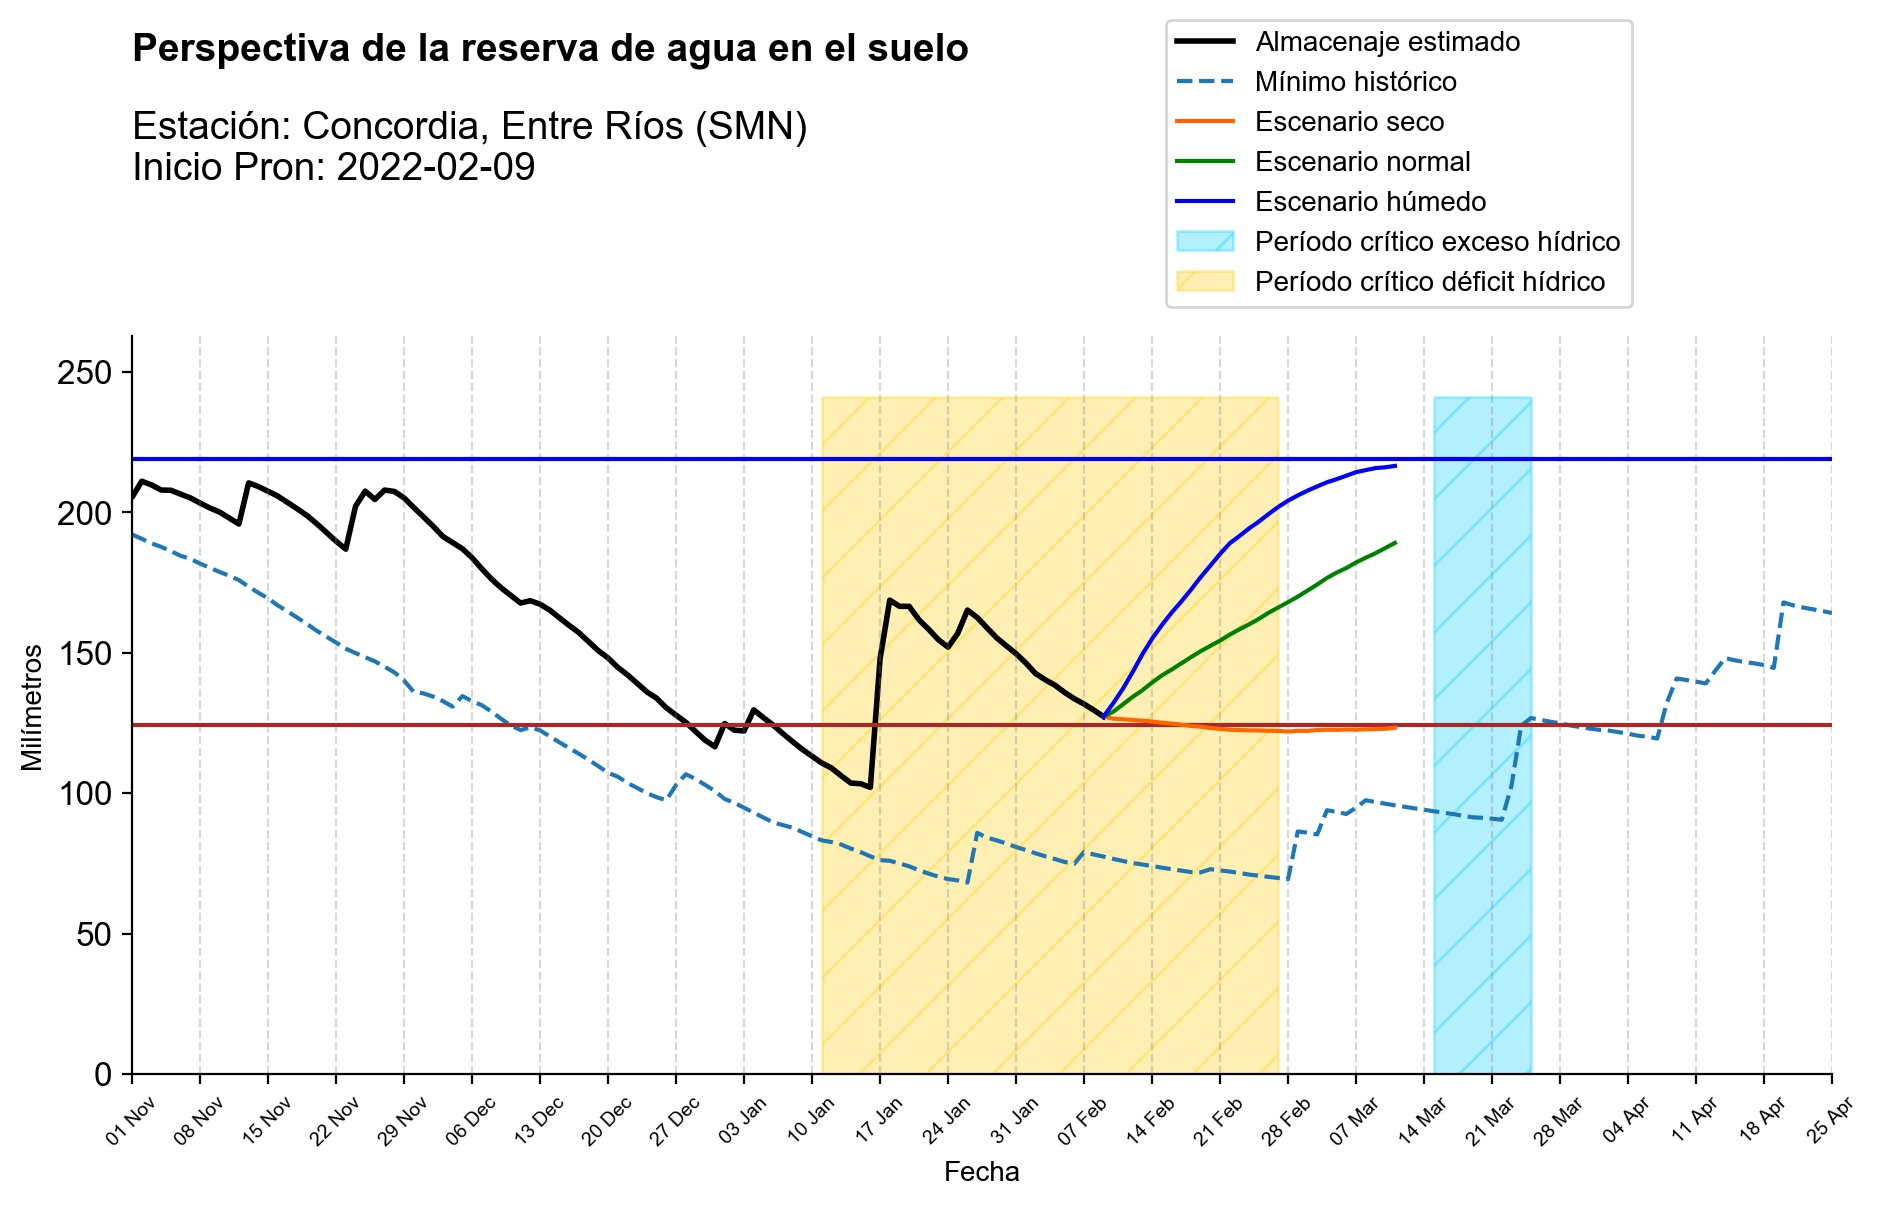 Perspectiva de la reserva de agua en el suelo
Estación: Concordia, Entre Ríos (SMN)
Inicio Pron: 2022-02-09
Almacenaje estimado
Mínimo histórico
Escenario seco
Escenario normal
Escenario húmedo
Período crítico exceso hídrico
Período crítico déficit hídrico
Milímetros
250
200
150
100
50
0
01 Nov
08 Nov
15 Nov
22 Nov
29 Nov
06 Dec
13 Dec
20 Dec
27 Dec
03 Jan
10 Jan
17 Jan
24 Jan
31 Jan
07 Feb
14 Feb
21 Feb
28 Feb
07 Mar
14 Mar
21 Mar
28 Mar
04 Apr
11 Apr
18 Apr
25 Apr
Fecha